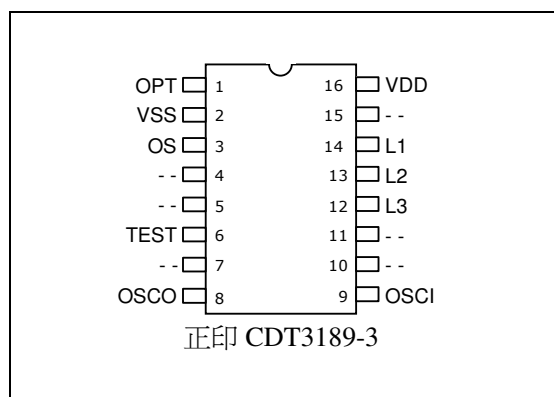 OPT 1 16 VDD
VSS 2 15 - -
OS 3 14 L1
- - 4 13 L2
- - 5 12 L3
TEST 6 11 - -
- - 7 10 - -
OSCO 8 9 OSCI
正印 CDT3189-3